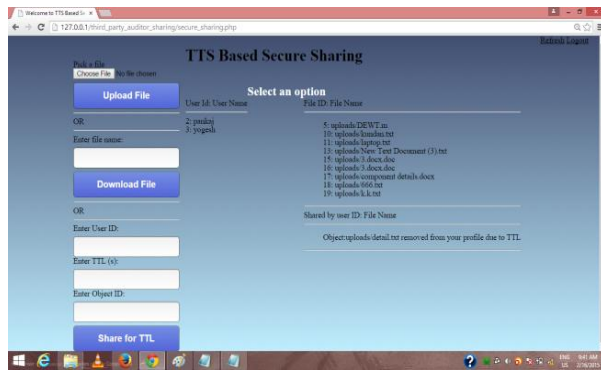 Welcome to TTS Based Se
127.0.0.1/third_party_auditor_sharing/secure_sharing.php
Refresh Logout
TTS Based Secure Sharing
Pick a file
Choose File No file chosen
Upload File
OR
Enter file name:
Download File
OR
Enter User ID:
Enter TTL (s):
Enter Object ID:
Share for TTL
Select an option
User Id: User Name
2: pankaj
3: yogesh
File ID: File Name
5: uploads/DEWT.m
10: uploads/kundan.txt
11: uploads/laptop.txt
13: uploads/New Text Document (3).txt
15: uploads/3.docx.doc
16: uploads/3.docx.doc
17: uploads/compounnt details.docx
18: uploads/666.txt
19: uploads/k.k.txt
Shared by user ID: File Name
Object:uploads/detail.txt removed from your profile due to TTL
ENG 9:41 AM
US 2/16/2015